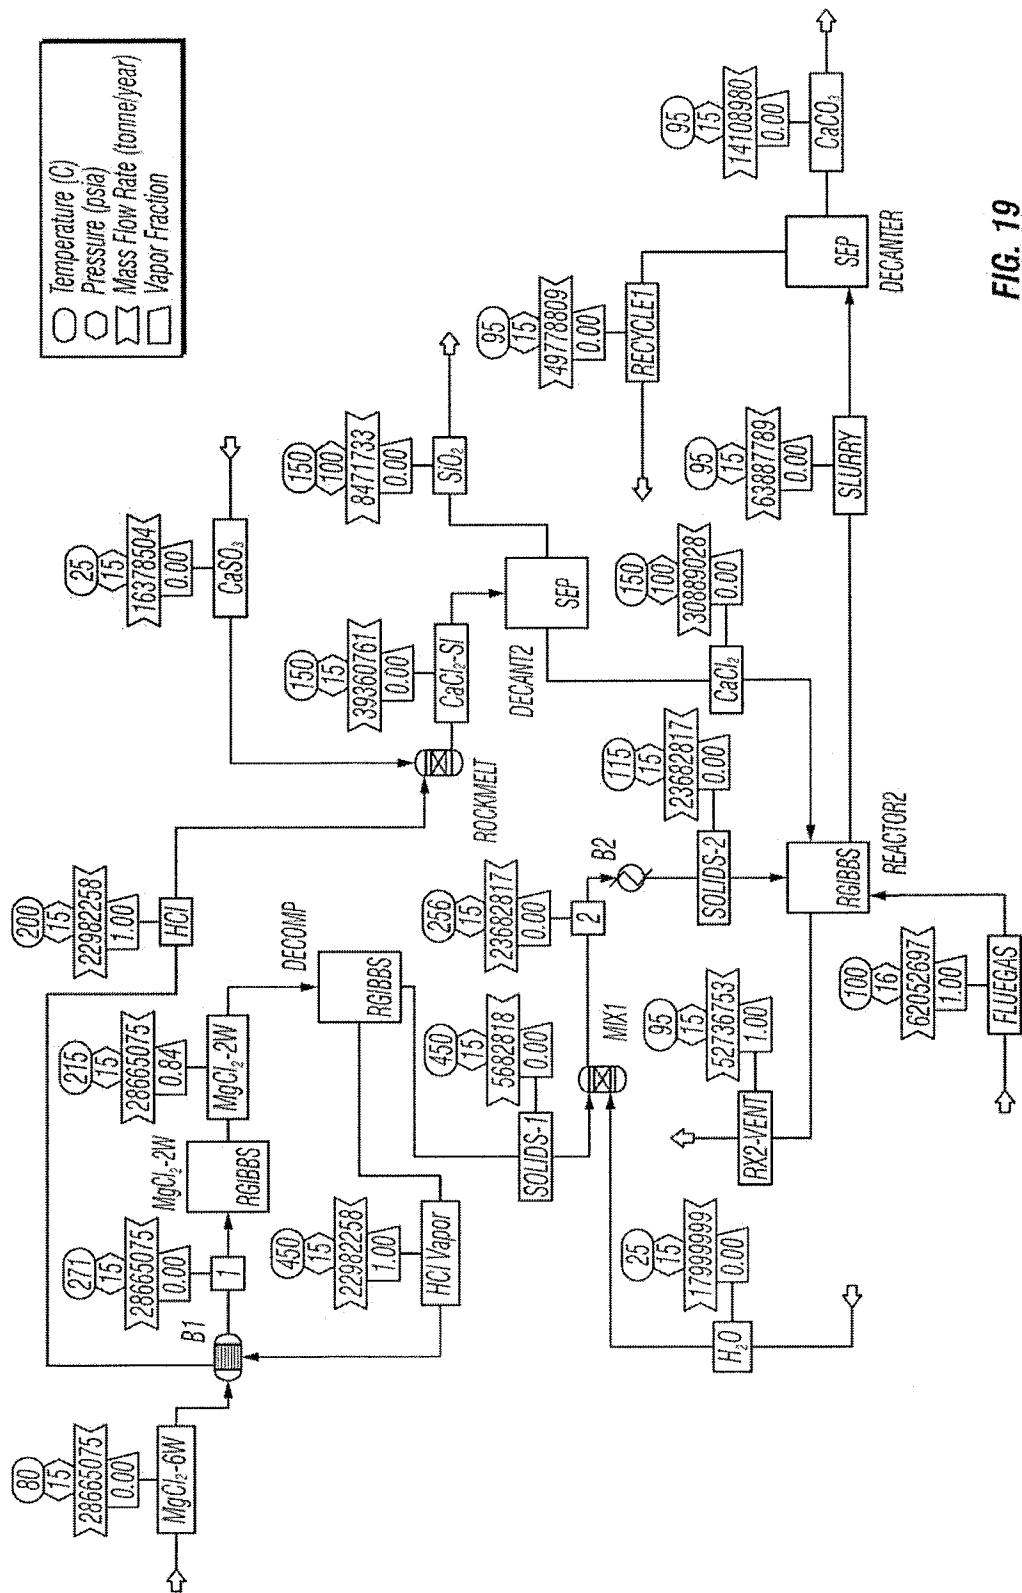 Temperature (C)
Pressure (psia)
Mass Flow Rate (tonne/year)
Vapor Fraction
80
15
28665075
0.00
MgCl₂-6W
B1
271
15
28665075
0.00
1
MgCl₂-2W
RGIBBS
215
15
28665075
0.84
MgCl₂-2W
200
15
22982258
1.00
HCl
25
15
16378504
0.00
CaSO₃
450
15
22982258
1.00
HCl Vapor
DECOMP
RGIBBS
ROCKMELT
150
15
39360761
0.00
CaCl₂-SI
150
100
8471733
0.00
SiO₂
SEP
DECANT2
450
15
5682818
0.00
SOLIDS-1
MIX1
256
15
23682817
0.00
2
B2
115
15
23682817
0.00
SOLIDS-2
150
100
30889028
0.00
CaCl₂
95
15
49778809
0.00
RECYCLE1
95
15
14108980
0.00
CaCO₃
25
15
17999999
0.00
H₂O
95
15
52736753
1.00
RX2-VENT
RGIBBS
REACTOR2
95
15
63887789
0.00
SLURRY
SEP
DECANTER
100
16
62052697
1.00
FLUEGAS
FIG. 19